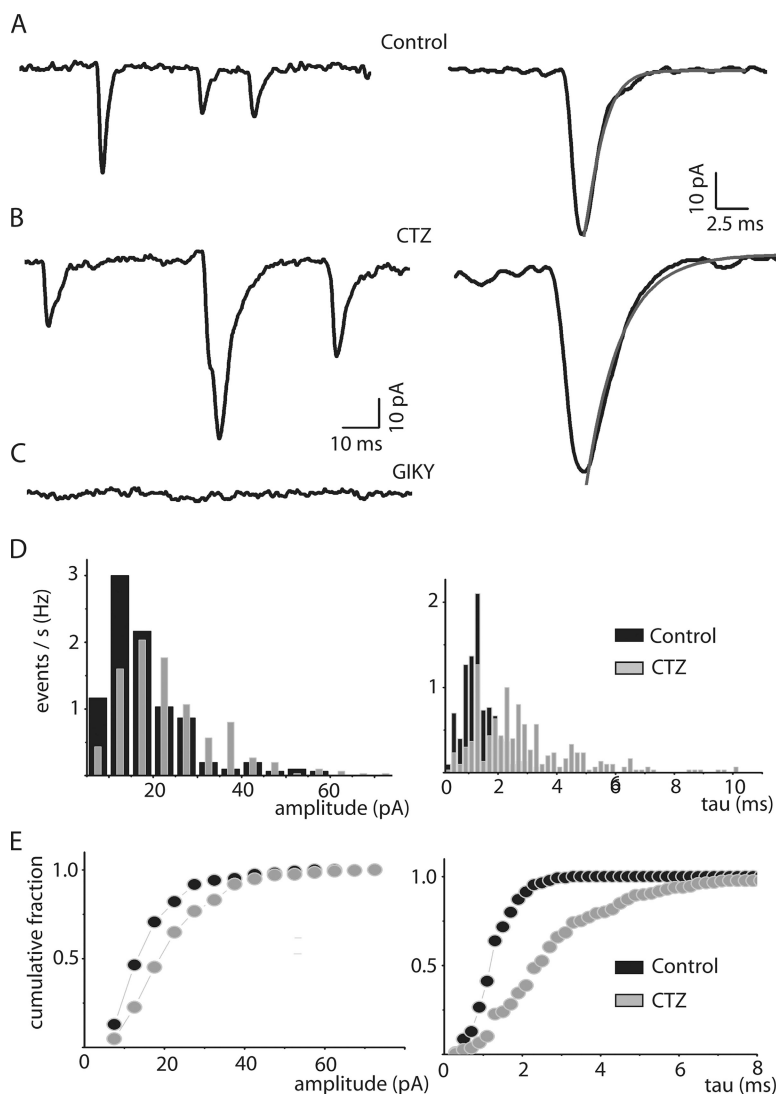 A
Control
10 pA
2.5 ms
B
CTZ
10 pA
10 ms
C
GIKY
D
events / s (Hz)
3
2
1
20
40
60
amplitude (pA)
2
1
Control
CTZ
0
2
4
6
6
8
10
tau (ms)
E
cumulative fraction
1.0
0.5
0
20
40
60
amplitude (pA)
1.0
0.5
Control
CTZ
0
2
4
6
8
tau (ms)